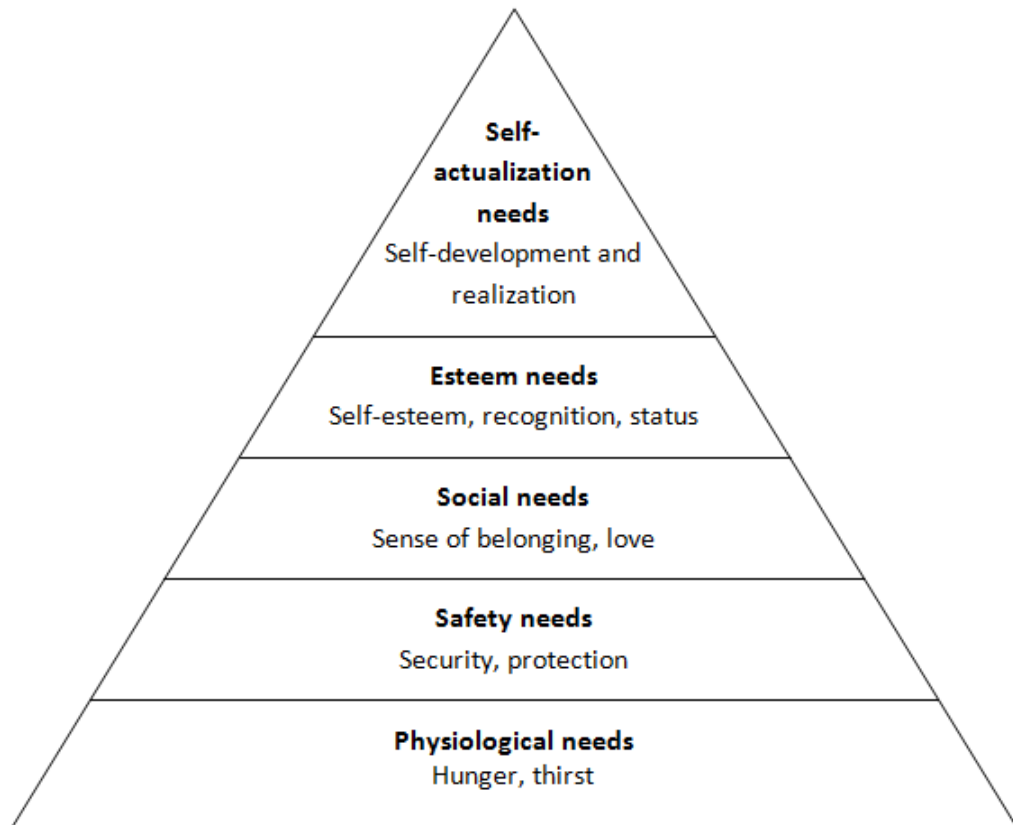 Self-
actualization
needs
Self-development and
realization
Esteem needs
Self-esteem, recognition, status
Social needs
Sense of belonging, love
Safety needs
Security, protection
Physiological needs
Hunger, thirst